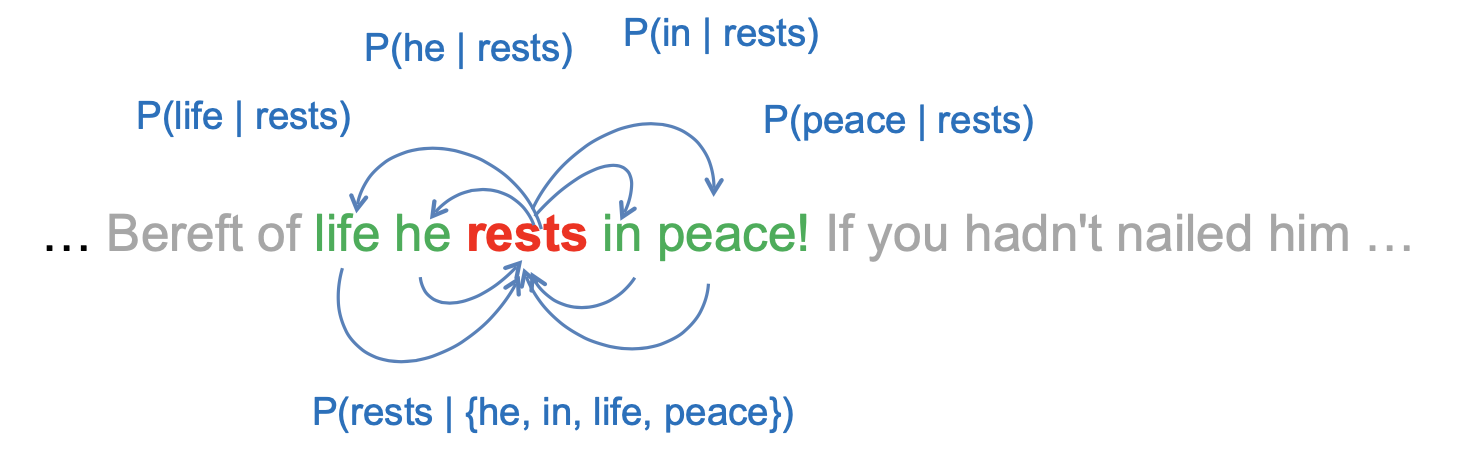 P(he | rests) P(in | rests)
P(life | rests) P(peace | rests)
… Bereft of life he rests in peace! If you hadn't nailed him …
P(rests | {he, in, life, peace})